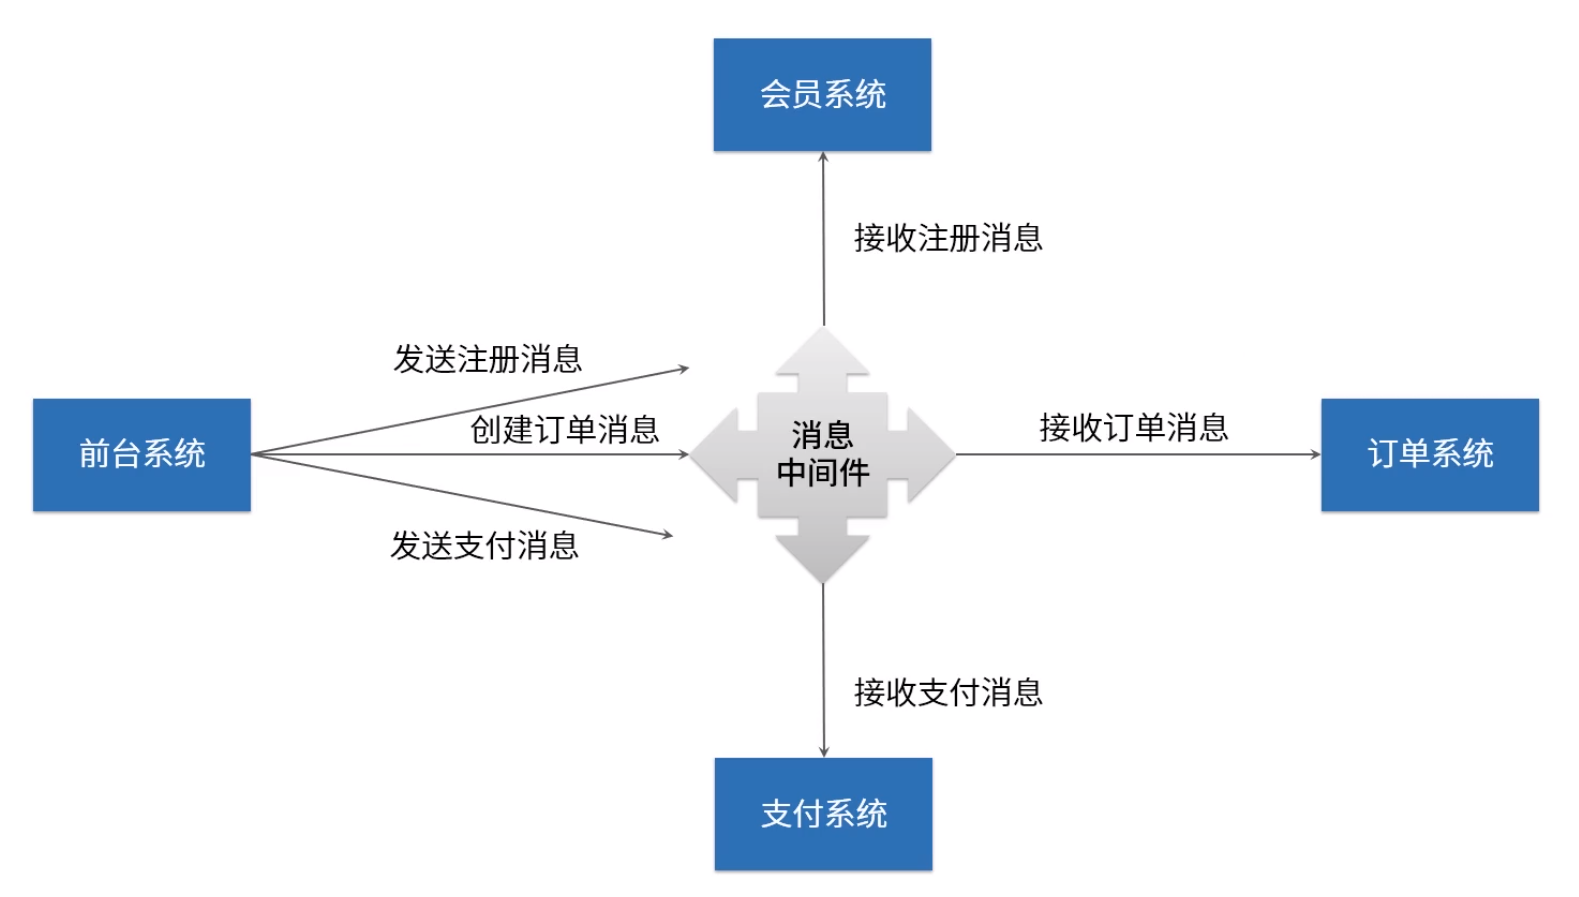 会员系统
接收注册消息
发送注册消息
创建订单消息
前台系统
发送支付消息
消息
中间件
接收订单消息
订单系统
接收支付消息
支付系统